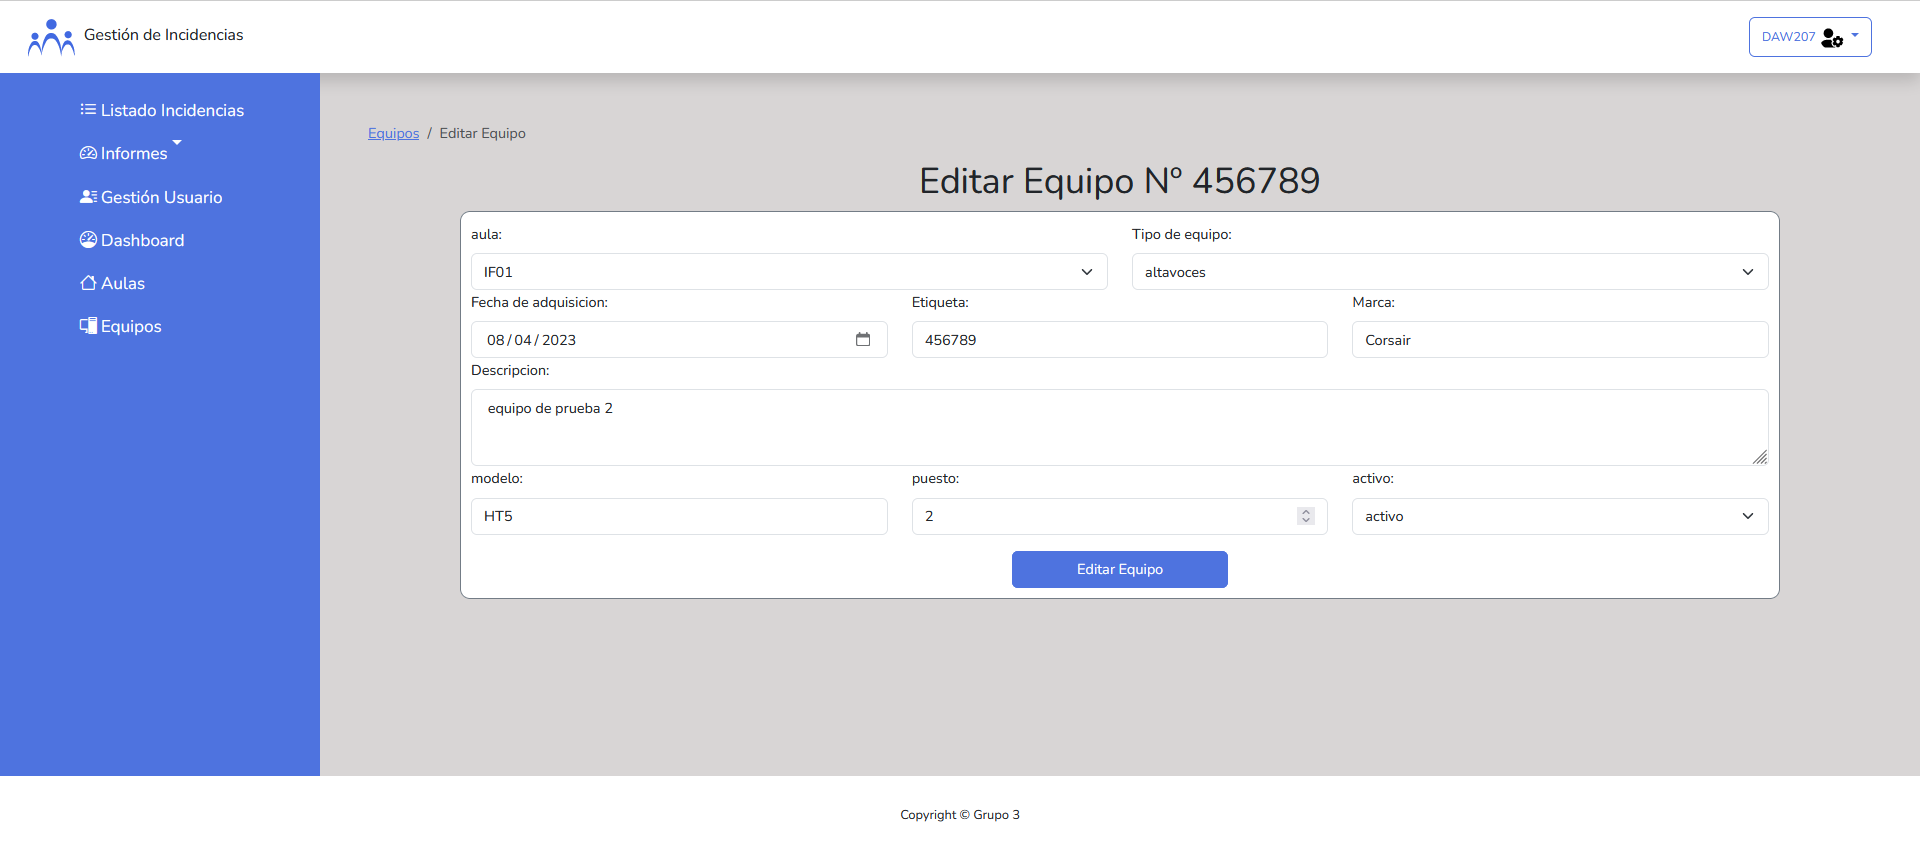 Gestión de Incidencias
DAW207
Listado Incidencias
Informes
Gestión Usuario
Dashboard
Aulas
Equipos
Equipos / Editar Equipo
Editar Equipo Nº 456789
aula:
Tipo de equipo:
IF01
altavoces
Fecha de adquisicion:
Etiqueta:
Marca:
08/04/2023
456789
Corsair
Descripcion:
equipo de prueba 2
modelo:
puesto:
activo:
HT5
2
activo
Editar Equipo
Copyright © Grupo 3